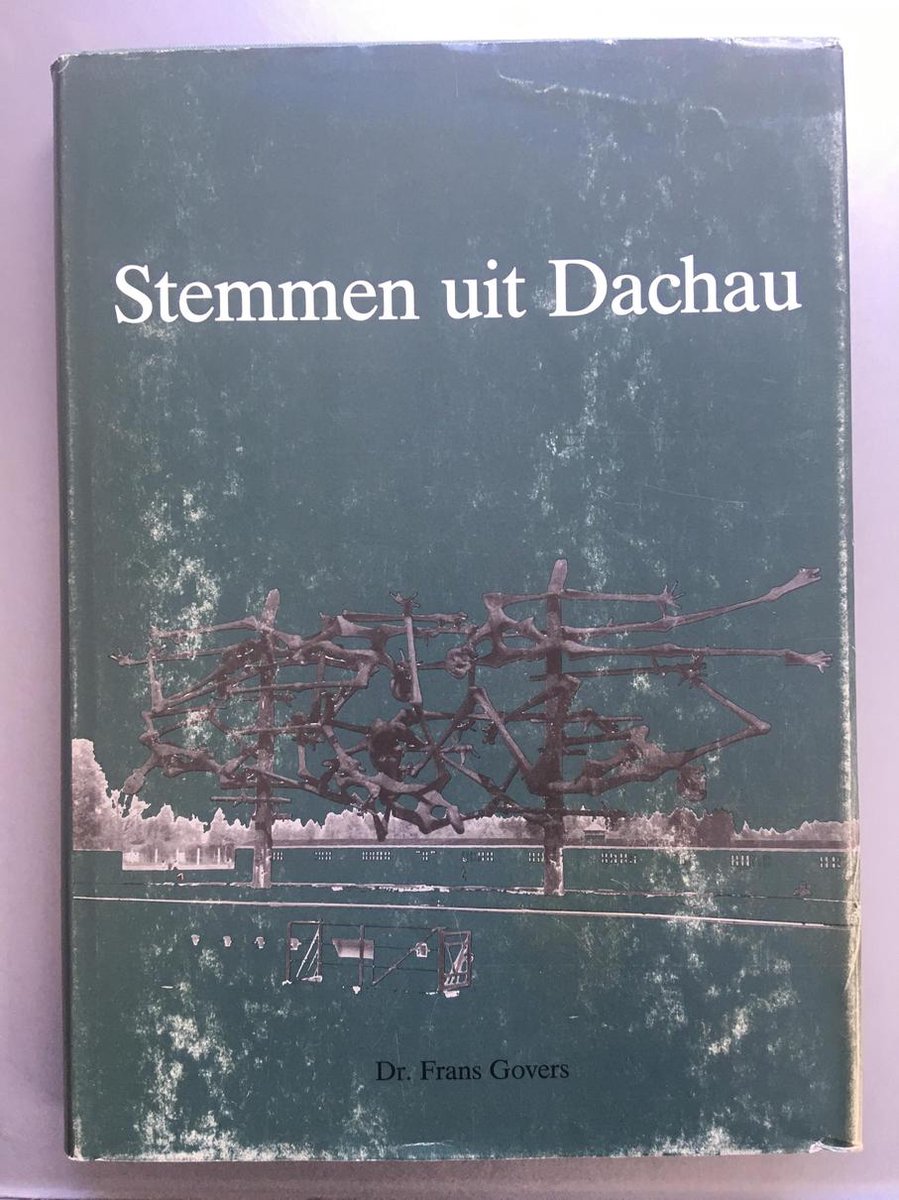 Stemmen uit Dachau
Dr. Frans Govers